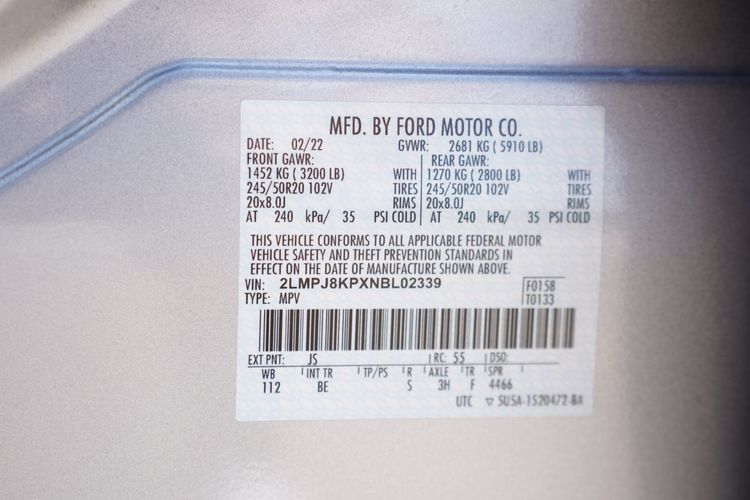 MFD. BY FORD MOTOR CO.
DATE: 02/22 GVWR: 2681 KG ( 5910 LB)
FRONT GAWR: REAR GAWR:
1452 KG ( 3200 LB) WITH 1270 KG ( 2800 LB) WITH
245/50R20 102V TIRES 245/50R20 102V TIRES
20x8.0J RIMS 20x8.0J RIMS
AT 240 kPa/ 35 PSI COLD AT 240 kPa/ 35 PSI COLD
THIS VEHICLE CONFORMS TO ALL APPLICABLE FEDERAL MOTOR
VEHICLE SAFETY AND THEFT PREVENTION STANDARDS IN
EFFECT ON THE DATE OF MANUFACTURE SHOWN ABOVE.
VIN: 2LMPJ8KPXNBL02339 F0158
TYPE: MPV T0133
EXT PNT: JS RC: 55 DSO:
WB INT TR TP/PS R AXLE TR SPR
112 BE S 3H F 4466
UTC ▽ SU5A-1520472-BA